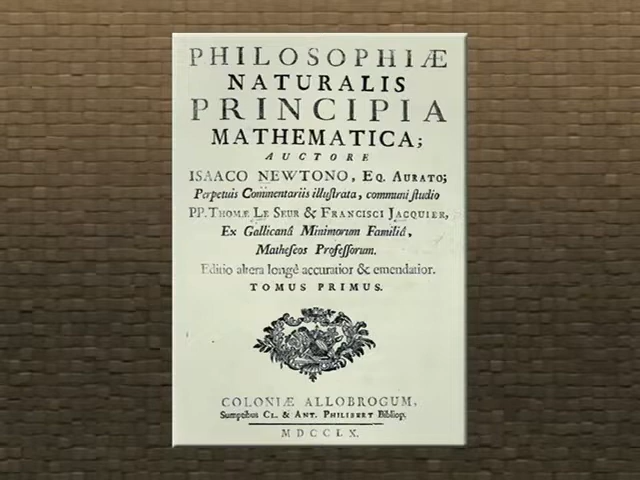 PHILOSOPHIÆ
NATURALIS
PRINCIPIA
MATHEMATICA;
AUCTORE
ISAACO NEWTONO, EQ. AURATO;
Perpetuis Commentariis illuſtrata, communi ſtudio
PP. THOMÆ LE SEUR & FRANCISCI JACQUIER,
Ex Gallicanâ Minimorum Familiâ,
Matheſeos Profeſſorum.
Editio altera longè accuratior & emendatior.
TOMUS PRIMUS.
COLONIÆ ALLOBROGUM,
Sumptibus CL. & ANT. PHILIBERT Bibliop.
MDCCLX.